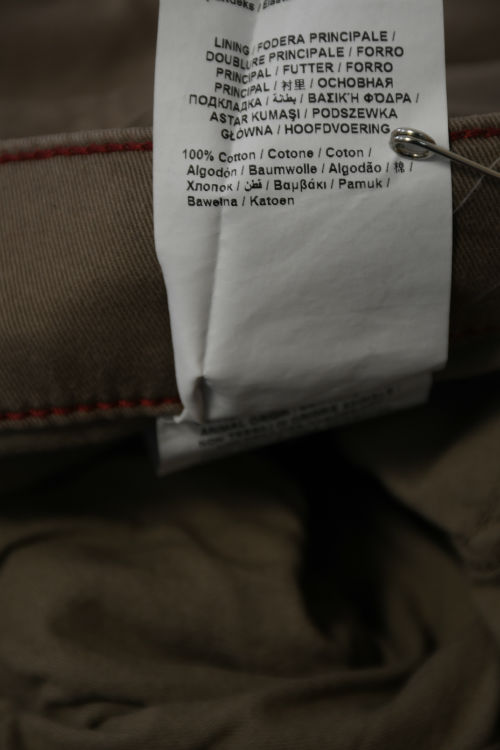 LINING / FODERA PRINCIPALE /
DOUBLURE PRINCIPALE / FORRO
PRINCIPAL / FUTTER / FORRO
PRINCIPAL / 衬里 / ОСНОВНАЯ
ПОДКЛАДКА / بطانة / ΒΑΣΙΚΉ ΦΌΔΡΑ /
ASTAR KUMAŞI / PODSZEWKA
GŁÓWNA / HOOFDVOERING
100% Cotton / Cotone / Coton /
Algodón / Baumwolle / Algodão / 棉 /
Хлопок / قطن / Βαμβάκι / Pamuk /
Bawełna / Katoen